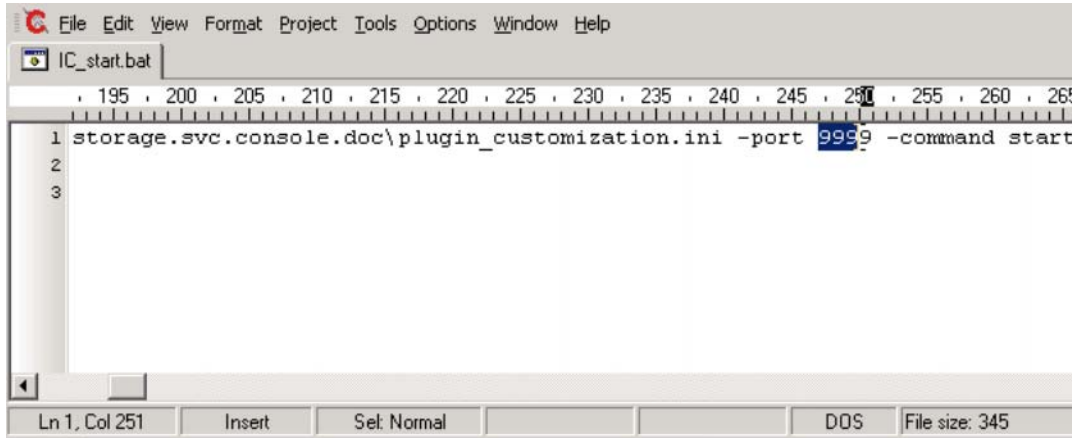 File Edit View Format Project Tools Options Window Help
IC_start.bat
195 200 205 210 215 220 225 230 235 240 245 250 255 260 265
1 storage.svc.console.doc\plugin_customization.ini -port 9999 -command start
2
3
Ln 1, Col 251 Insert Sel: Normal DOS File size: 345